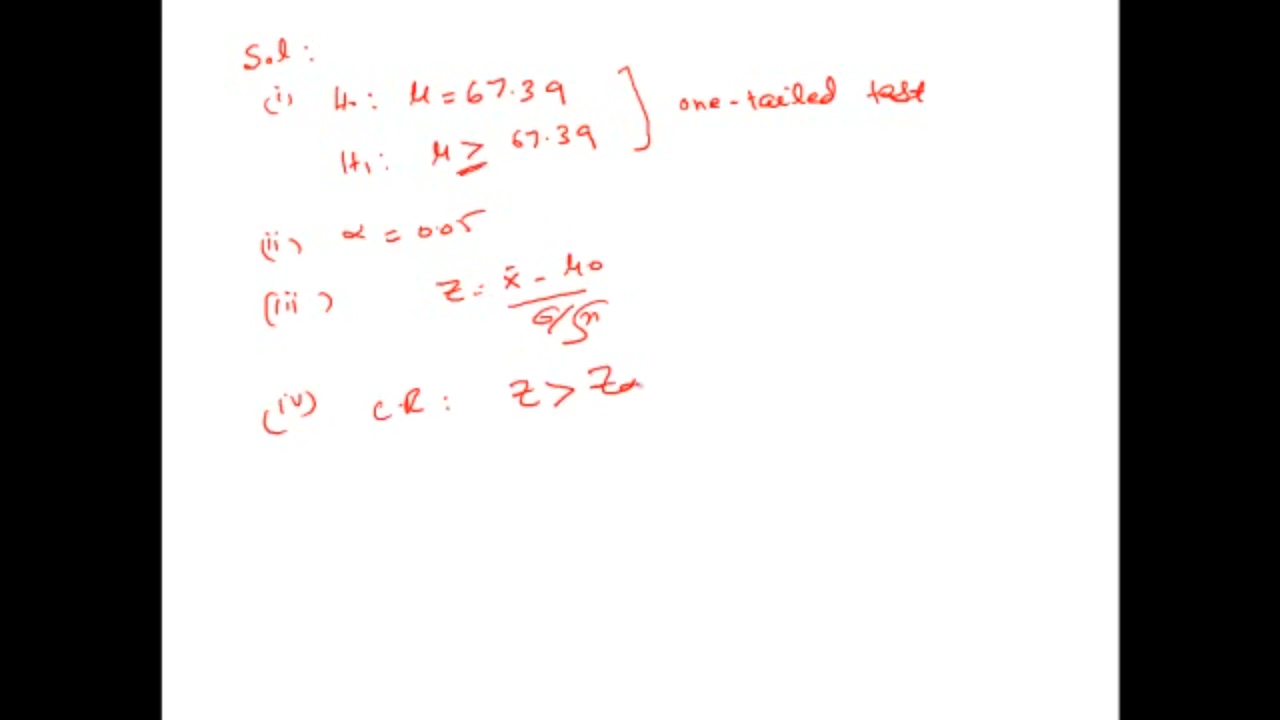 Sol:
(i) H₀: μ = 67.39
H₁: μ ≥ 67.39
one-tailed test
(ii) α = 0.05
(iii) Z = x̄ - μ₀ / σ/√n
(iv) C.R: Z > Zα